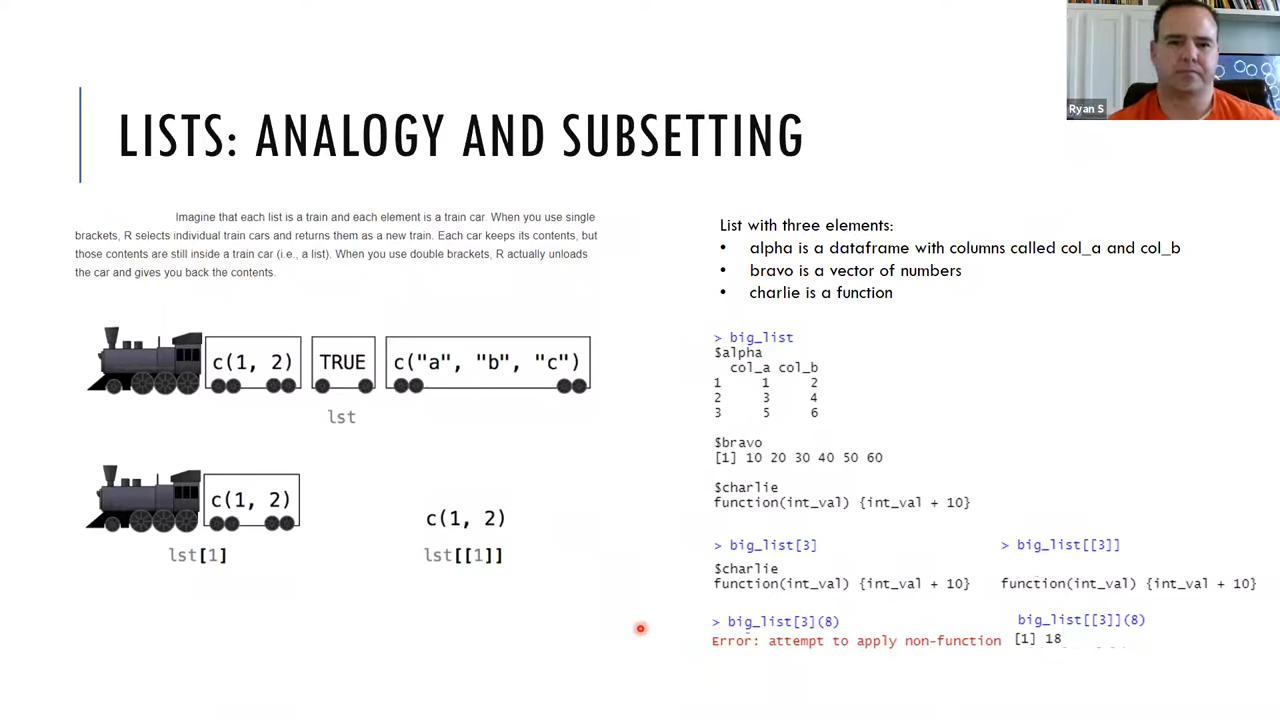 Ryan S
LISTS: ANALOGY AND SUBSETTING
Imagine that each list is a train and each element is a train car. When you use single
brackets, R selects individual train cars and returns them as a new train. Each car keeps its contents, but
those contents are still inside a train car (i.e., a list). When you use double brackets, R actually unloads
the car and gives you back the contents.
c(1, 2) TRUE c("a", "b", "c")
lst
c(1, 2)
lst[1]
c(1, 2)
lst[[1]]
List with three elements:
• alpha is a dataframe with columns called col_a and col_b
• bravo is a vector of numbers
• charlie is a function
> big_list
$alpha
col_a col_b
1 1 2
2 3 4
3 5 6
$bravo
[1] 10 20 30 40 50 60
$charlie
function(int_val) {int_val + 10}
> big_list[3]
$charlie
function(int_val) {int_val + 10}
> big_list[3](8)
Error: attempt to apply non-function
> big_list[[3]]
function(int_val) {int_val + 10}
big_list[[3]](8)
[1] 18